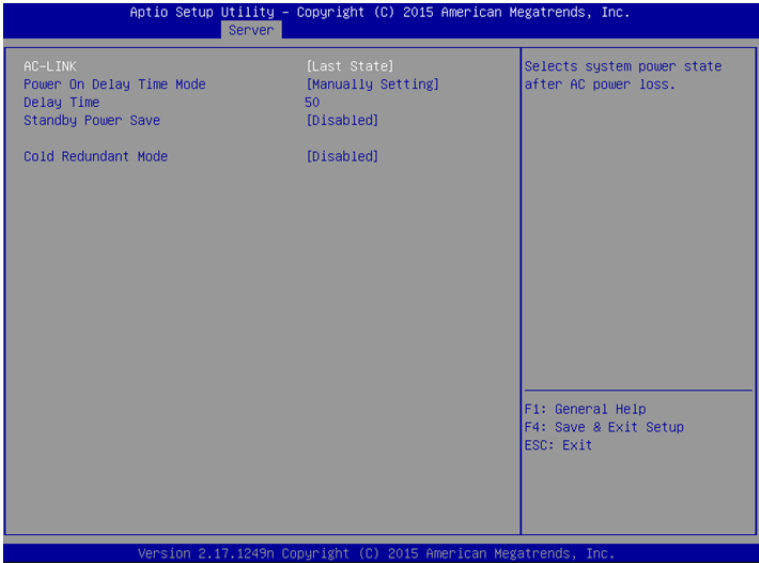 Aptio Setup Utility – Copyright (C) 2015 American Megatrends, Inc.
Server
AC-LINK [Last State]
Power On Delay Time Mode [Manually Setting]
Delay Time 50
Standby Power Save [Disabled]
Cold Redundant Mode [Disabled]
Selects system power state
after AC power loss.
F1: General Help
F4: Save & Exit Setup
ESC: Exit
Version 2.17.1249n Copyright (C) 2015 American Megatrends, Inc.